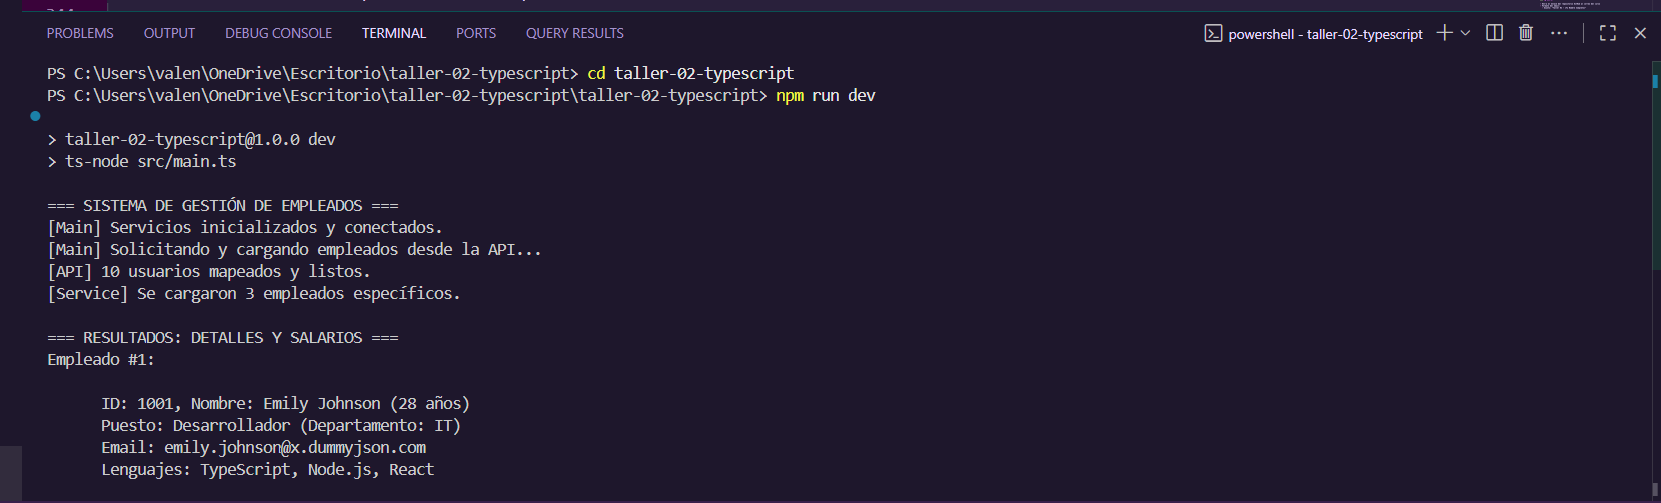 PROBLEMS OUTPUT DEBUG CONSOLE TERMINAL PORTS QUERY RESULTS powershell - taller-02-typescript
PS C:\Users\valen\OneDrive\Escritorio\taller-02-typescript> cd taller-02-typescript
PS C:\Users\valen\OneDrive\Escritorio\taller-02-typescript\taller-02-typescript> npm run dev
> taller-02-typescript@1.0.0 dev
> ts-node src/main.ts
=== SISTEMA DE GESTIÓN DE EMPLEADOS ===
[Main] Servicios inicializados y conectados.
[Main] Solicitando y cargando empleados desde la API...
[API] 10 usuarios mapeados y listos.
[Service] Se cargaron 3 empleados específicos.
=== RESULTADOS: DETALLES Y SALARIOS ===
Empleado #1:
ID: 1001, Nombre: Emily Johnson (28 años)
Puesto: Desarrollador (Departamento: IT)
Email: emily.johnson@x.dummyjson.com
Lenguajes: TypeScript, Node.js, React